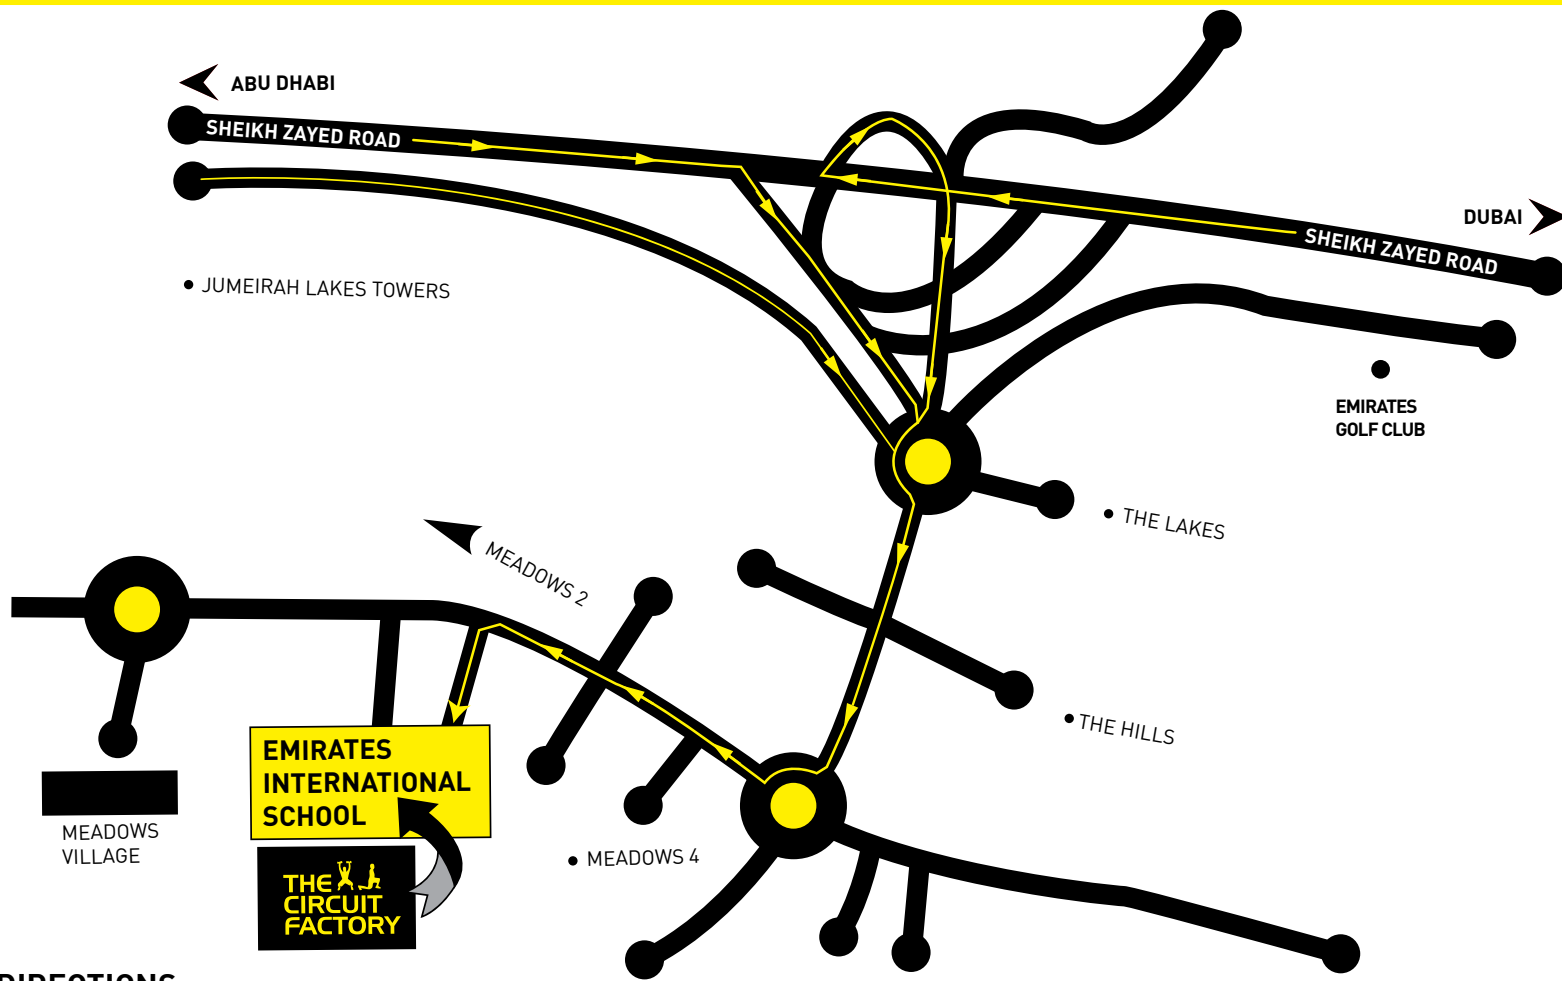 ABU DHABI
SHEIKH ZAYED ROAD
DUBAI
SHEIKH ZAYED ROAD
JUMEIRAH LAKES TOWERS
EMIRATES
GOLF CLUB
THE LAKES
MEADOWS 2
THE HILLS
EMIRATES
INTERNATIONAL
SCHOOL
MEADOWS
VILLAGE
MEADOWS 4
THE
CIRCUIT
FACTORY
DIRECTIONS